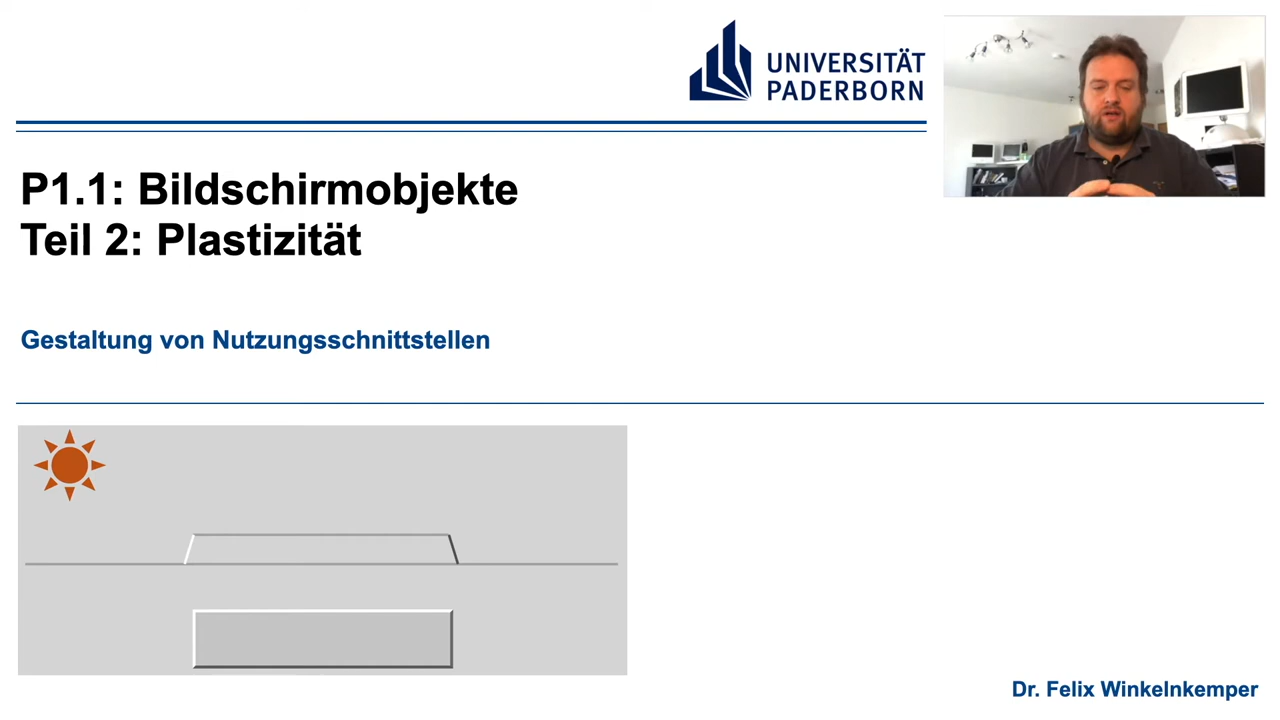 UNIVERSITÄT
PADERBORN
P1.1: Bildschirmobjekte
Teil 2: Plastizität
Gestaltung von Nutzungsschnittstellen
Dr. Felix Winkelnkemper